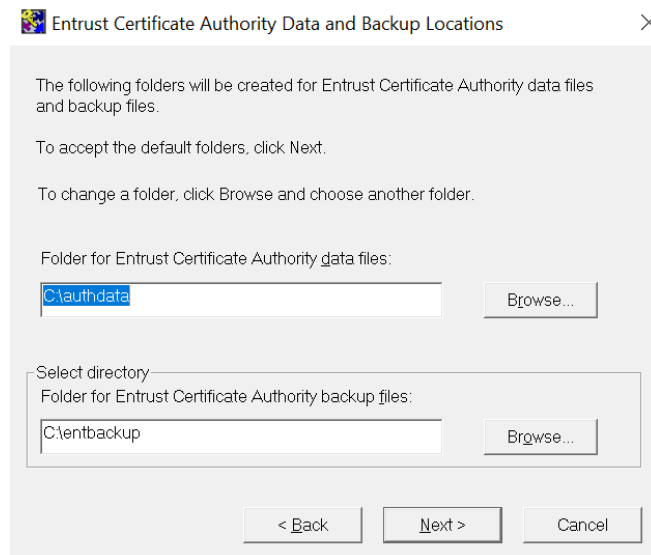 Entrust Certificate Authority Data and Backup Locations
The following folders will be created for Entrust Certificate Authority data files
and backup files.
To accept the default folders, click Next.
To change a folder, click Browse and choose another folder.
Folder for Entrust Certificate Authority data files:
C:\authdata
Browse...
Select directory
Folder for Entrust Certificate Authority backup files:
C:\entbackup
Browse...
< Back
Next >
Cancel